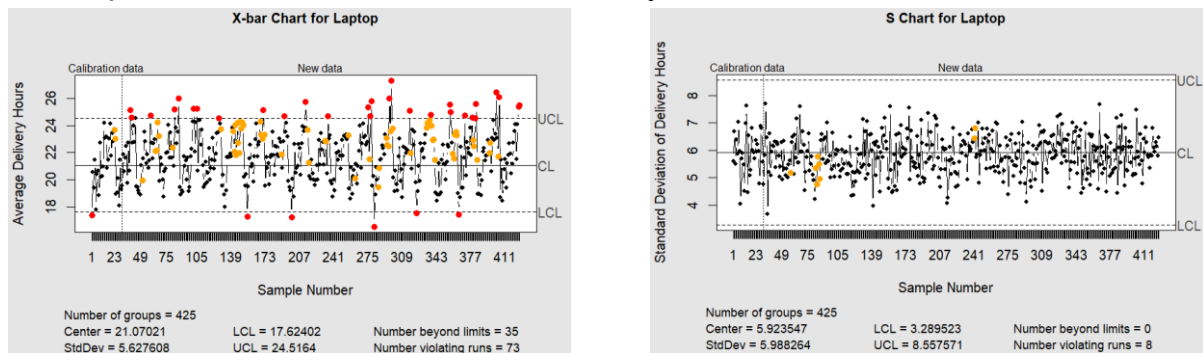 X-bar Chart for Laptop
Calibration data New data
Average Delivery Hours
26
24
22
20
18
UCL
CL
LCL
1 23 49 75 105 139 173 207 241 275 309 343 377 411
Sample Number
Number of groups = 425
Center = 21.07021 LCL = 17.62402 Number beyond limits = 35
StdDev = 5.627608 UCL = 24.5164 Number violating runs = 73
S Chart for Laptop
Calibration data New data
Standard Deviation of Delivery Hours
8
7
6
5
4
UCL
CL
LCL
1 23 49 75 105 139 173 207 241 275 309 343 377 411
Sample Number
Number of groups = 425
Center = 5.923547 LCL = 3.289523 Number beyond limits = 0
StdDev = 5.988264 UCL = 8.557571 Number violating runs = 8